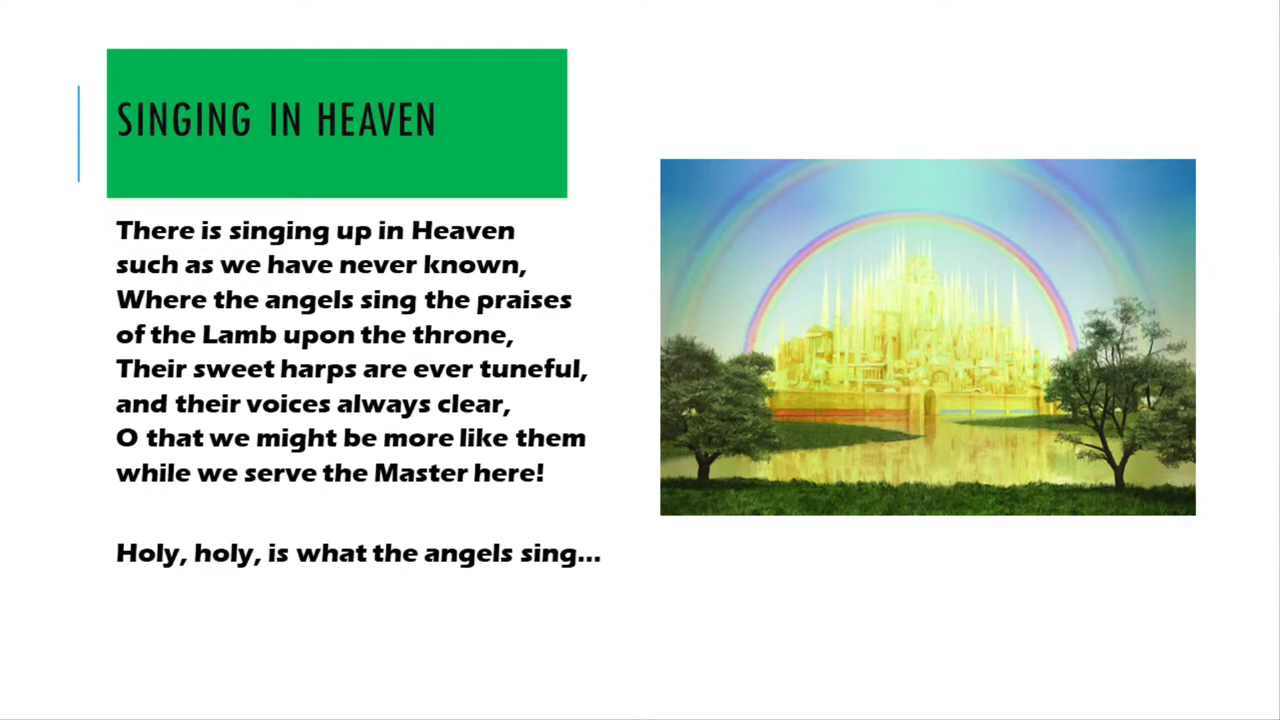 SINGING IN HEAVEN
There is singing up in Heaven
such as we have never known,
Where the angels sing the praises
of the Lamb upon the throne,
Their sweet harps are ever tuneful,
and their voices always clear,
O that we might be more like them
while we serve the Master here!
Holy, holy, is what the angels sing...